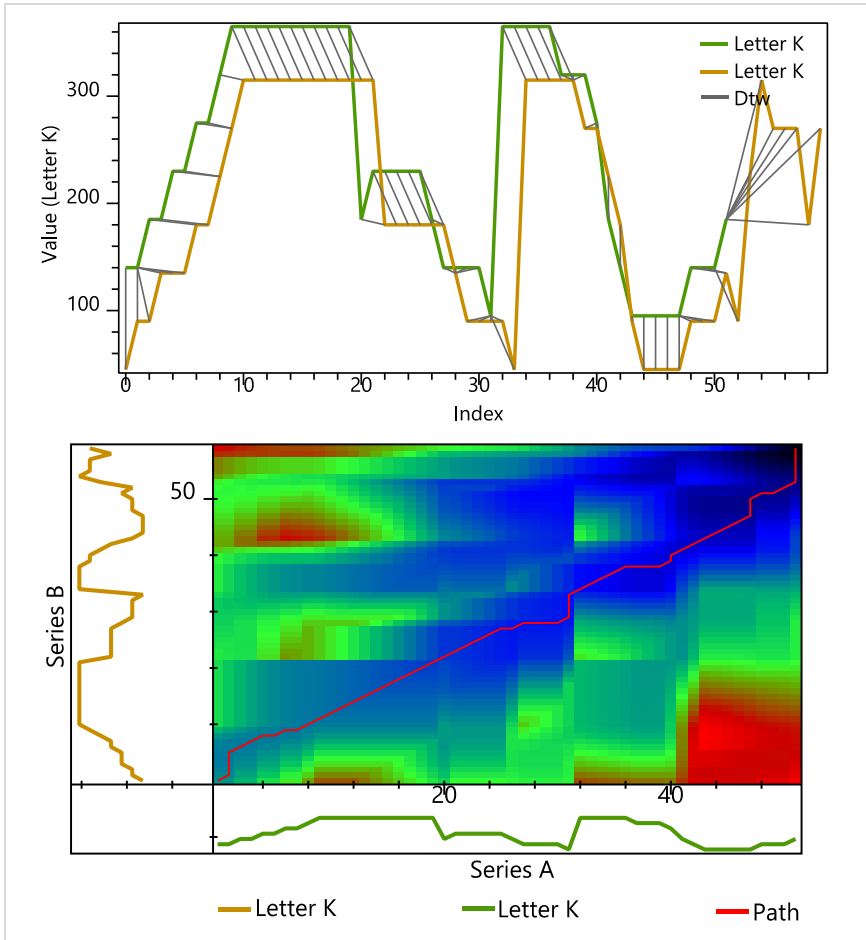 Letter K
Letter K
Dtw
300
200
100
Value (Letter K)
0 10 20 30 40 50
Index
50
Series B
20 40
Series A
Letter K Letter K Path